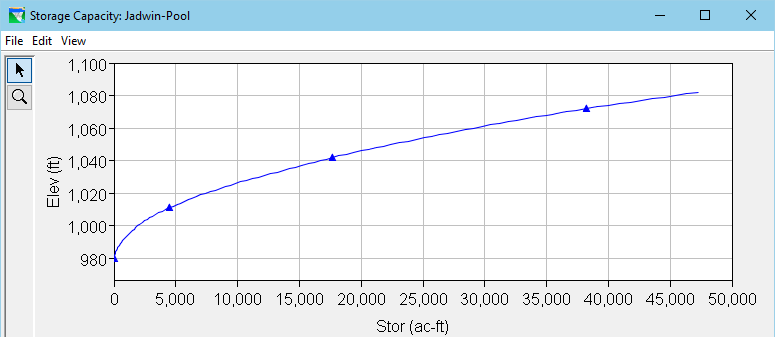 Storage Capacity: Jadwin-Pool
File Edit View
1,100
1,080
1,060
1,040
1,020
1,000
980
Elev (ft)
0 5,000 10,000 15,000 20,000 25,000 30,000 35,000 40,000 45,000 50,000
Stor (ac-ft)